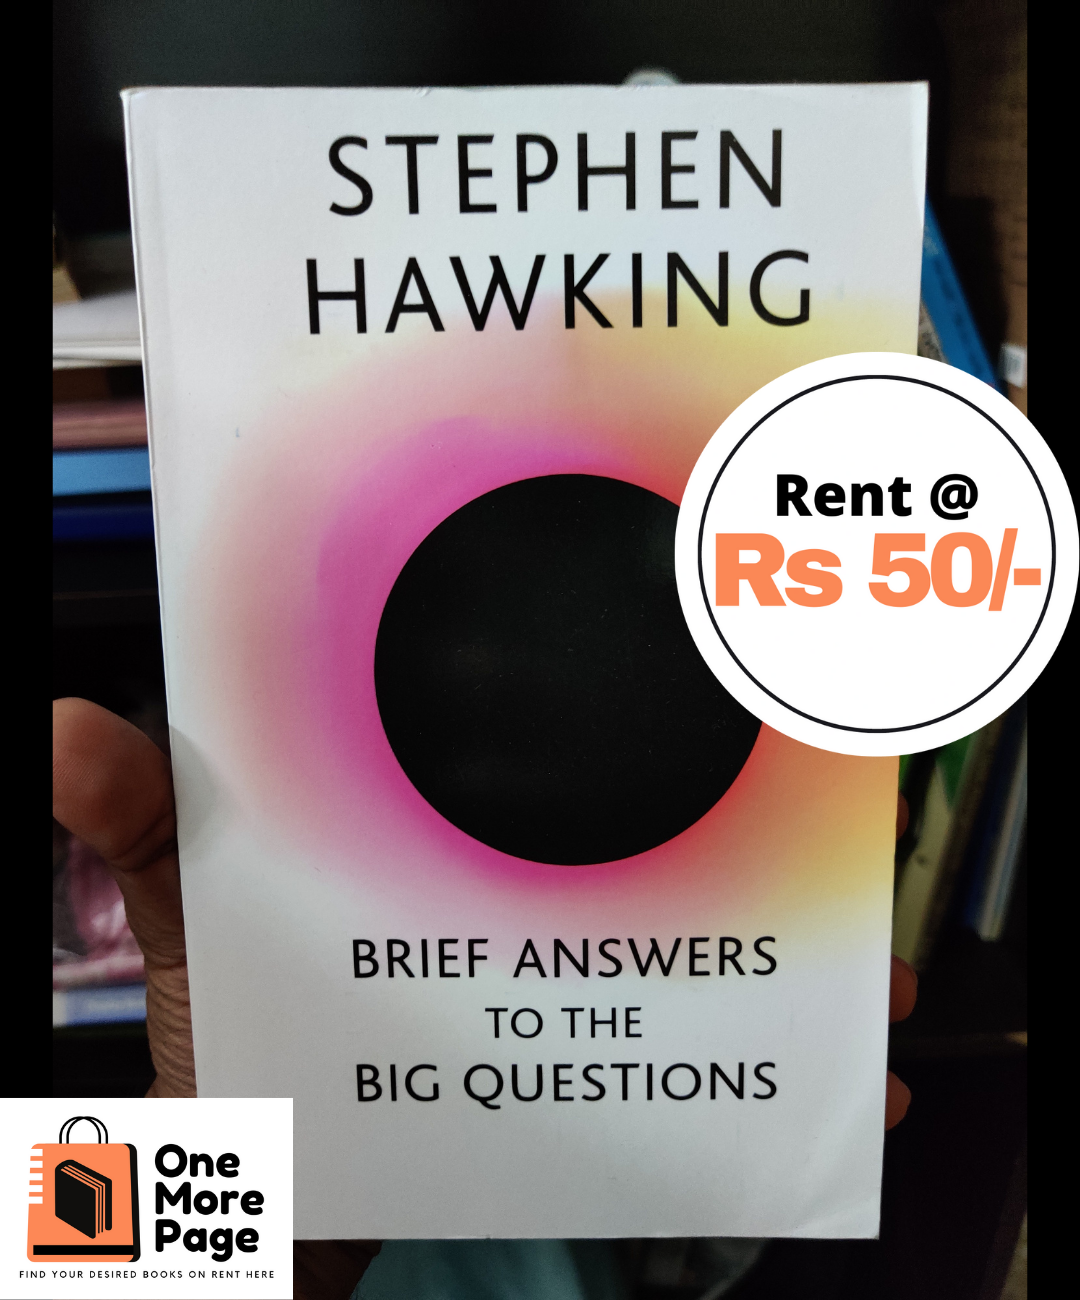 STEPHEN
HAWKING
Rent @
Rs 50/-
BRIEF ANSWERS
TO THE
BIG QUESTIONS
One
More
Page
FIND YOUR DESIRED BOOKS ON RENT HERE